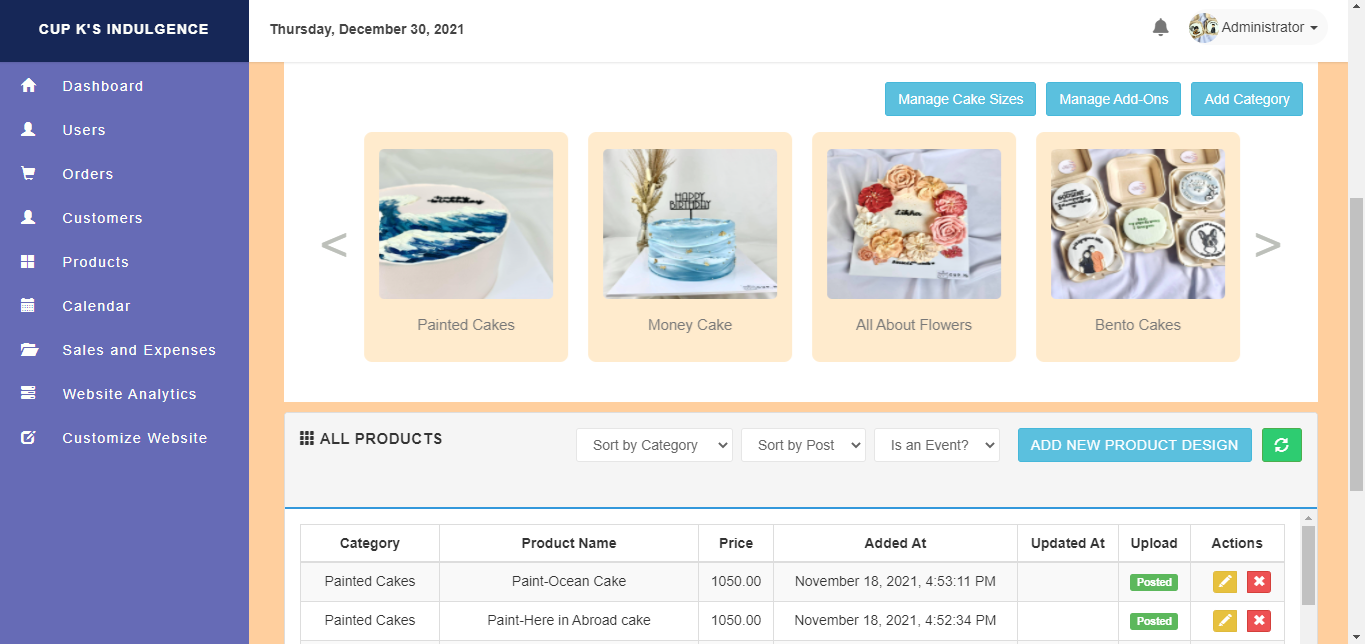 CUP K'S INDULGENCE
Thursday, December 30, 2021
Administrator
Dashboard
Users
Orders
Customers
Products
Calendar
Sales and Expenses
Website Analytics
Customize Website
Manage Cake Sizes
Manage Add-Ons
Add Category
<
HAPPY
BIRTHDAY
>
Painted Cakes
Money Cake
All About Flowers
Bento Cakes
ALL PRODUCTS
Sort by Category
Sort by Post
Is an Event?
ADD NEW PRODUCT DESIGN
Category Product Name Price Added At Updated At Upload Actions
Painted Cakes Paint-Ocean Cake 1050.00 November 18, 2021, 4:53:11 PM Posted
Painted Cakes Paint-Here in Abroad cake 1050.00 November 18, 2021, 4:52:34 PM Posted